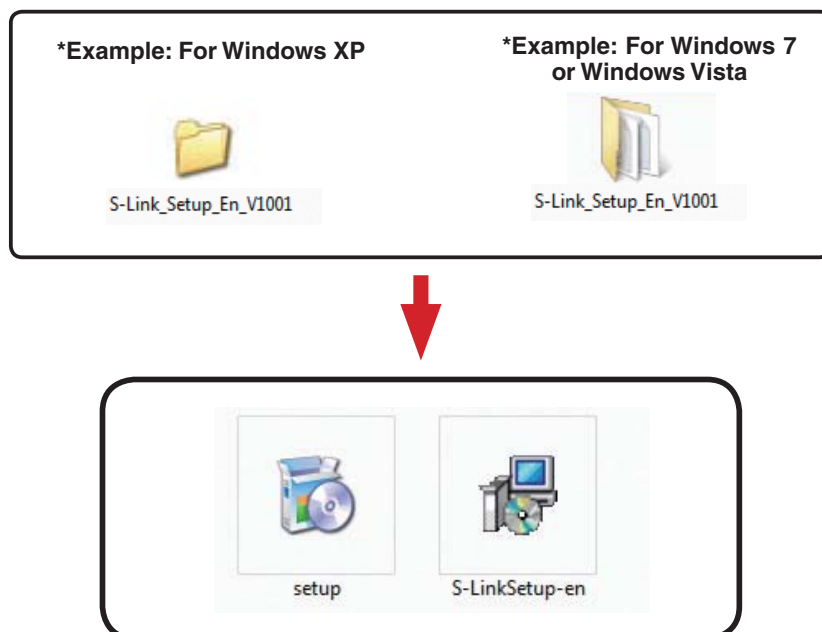 *Example: For Windows XP
*Example: For Windows 7
or Windows Vista
S-Link_Setup_En_V1001
S-Link_Setup_En_V1001
setup
S-LinkSetup-en